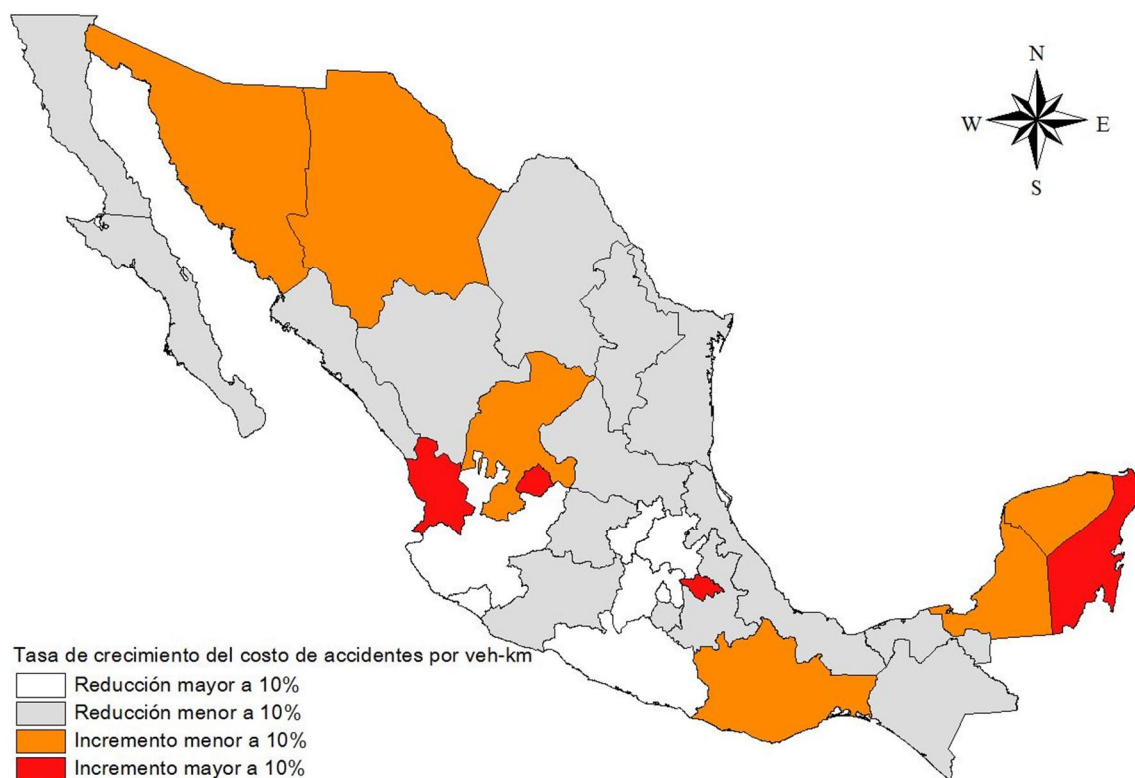 N
W E
S
Tasa de crecimiento del costo de accidentes por veh-km
Reducción mayor a 10%
Reducción menor a 10%
Incremento menor a 10%
Incremento mayor a 10%